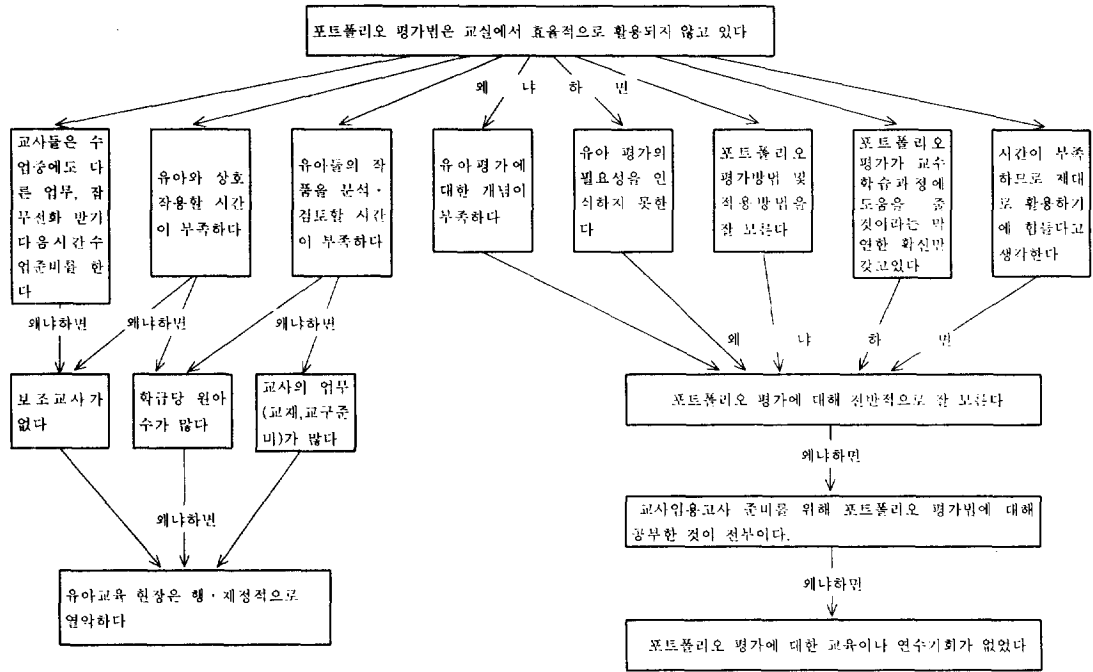 포트폴리오 평가법은 교실에서 효율적으로 활용되지 않고 있다
왜 냐 하 면
교사들은 수
업중에도 다
른 업무, 잡
무전화 받기
다음시간 수
업준비를 한
다
유아와 상호
작용할 시간
이 부족하다
유아들의 작
품을 분석·
검토할 시간
이 부족하다
유아평가에
대한 개념이
부족하다
유아 평가의
필요성을 인
식하지 못한
다
포트폴리오
평가방법 및
적용방법을
잘 모른다
포트폴리오
평가가 교수
학습과정에
도움을 줄
것이라는 막
연한 확신만
갖고있다
시간이 부족
하므로 제대
로 활용하기
에 힘들다고
생각한다
왜냐하면
왜냐하면
왜냐하면
왜 냐 하 면
보조교사가
없다
학급당 원아
수가 많다
교사의 업무
(교재,교구준
비)가 많다
포트폴리오 평가에 대해 전반적으로 잘 모른다
왜냐하면
왜냐하면
교사임용고사 준비를 위해 포트폴리오 평가법에 대해
공부한 것이 전부이다.
유아교육 현장은 행·재정적으로
열악하다
왜냐하면
포트폴리오 평가에 대한 교육이나 연수기회가 없었다